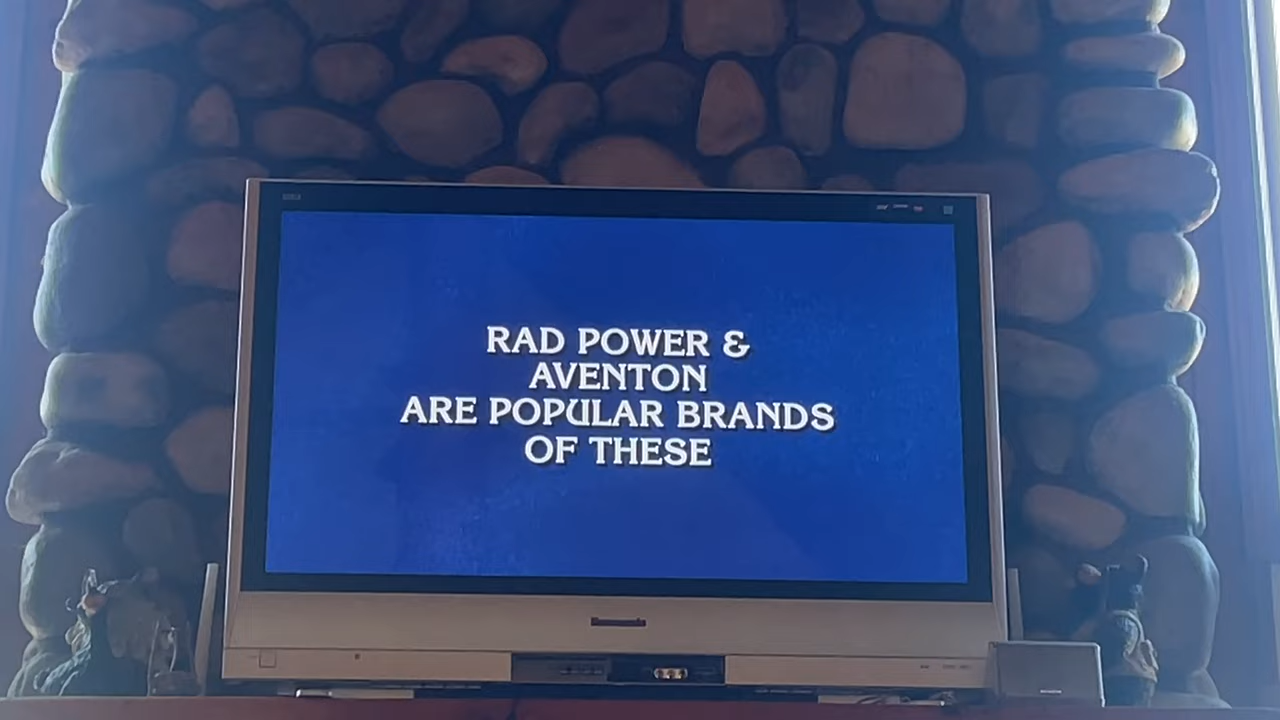 RAD POWER &
AVENTON
ARE POPULAR BRANDS
OF THESE